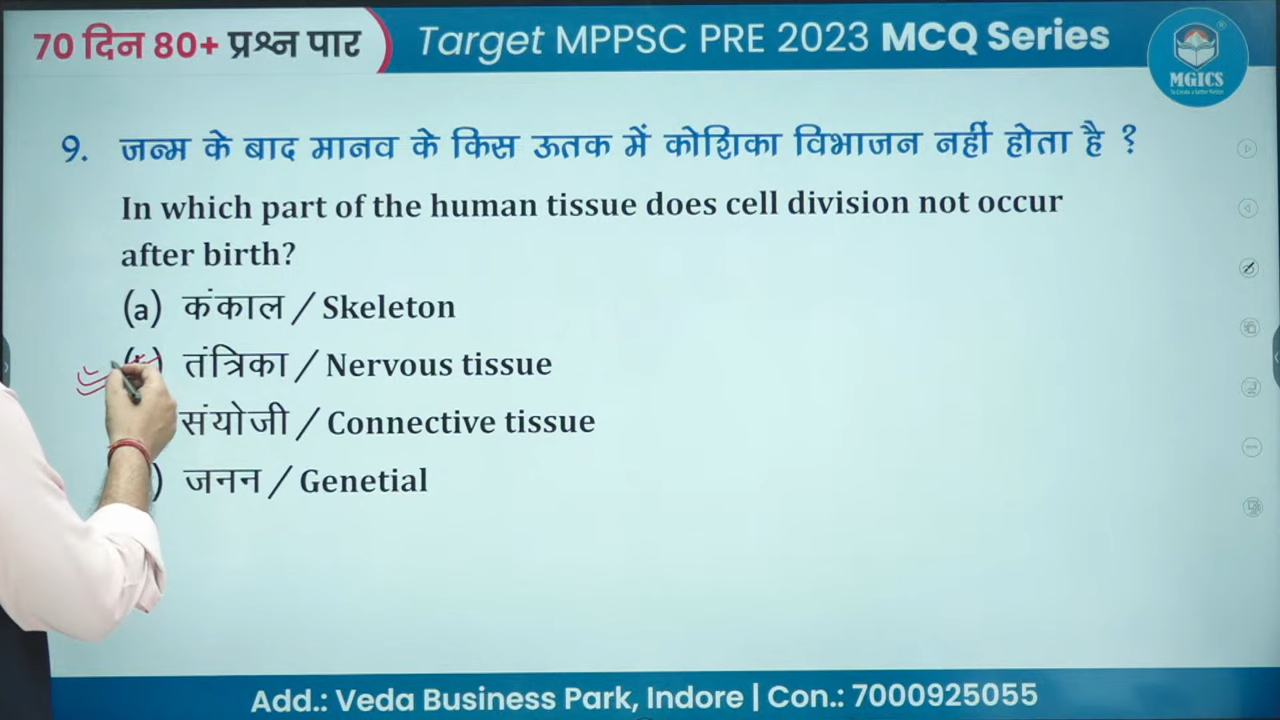 70 दिन 80+ प्रश्न पार
Target MPPSC PRE 2023 MCQ Series
MGICS
9. जन्म के बाद मानव के किस ऊतक में कोशिका विभाजन नहीं होता है ?
In which part of the human tissue does cell division not occur
after birth?
(a) कंकाल / Skeleton
तंत्रिका / Nervous tissue
संयोजी / Connective tissue
) जनन / Genetial
Add.: Veda Business Park, Indore | Con.: 7000925055